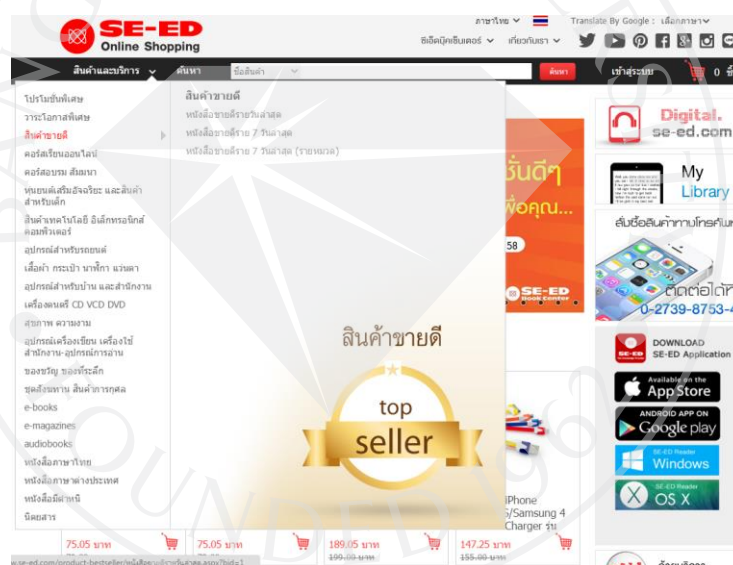 SE-ED
Online Shopping
ภาษาไทย
Translate By Google : เลือกภาษา
ซีเอ็ดบุ๊คเซ็นเตอร์
เกี่ยวกับเรา
สินค้าและบริการ
ค้นหา
ชื่อสินค้า
ค้นหา
เข้าสู่ระบบ
0
โปรโมชั่นพิเศษ
วาระโอกาสพิเศษ
สินค้าขายดี
คอร์สเรียนออนไลน์
คอร์สอบรม สัมมนา
หุ่นยนต์เสริมอัจฉริยะ และสินค้า
สำหรับเด็ก
สินค้าเทคโนโลยี อิเล็กทรอนิกส์
คอมพิวเตอร์
อุปกรณ์สำหรับรถยนต์
เสื้อผ้า กระเป๋า นาฬิกา แว่นตา
อุปกรณ์สำหรับบ้าน และสำนักงาน
เครื่องดนตรี CD VCD DVD
สุขภาพ ความงาม
อุปกรณ์เครื่องเขียน เครื่องใช้
สำนักงาน-อุปกรณ์การอ่าน
ของขวัญ ของที่ระลึก
ชุดสังฆทาน สินค้าการกุศล
e-books
e-magazines
audiobooks
หนังสือภาษาไทย
หนังสือภาษาต่างประเทศ
หนังสือมีตำหนิ
นิตยสาร
สินค้าขายดี
หนังสือขายดีรายวันล่าสุด
หนังสือขายดีราย 7 วันล่าสุด
หนังสือขายดีราย 7 วันล่าสุด (รายหมวด)
สินค้าขายดี
top
seller
58
SE-ED
Book Center
Digital.
se-ed.com
My
Library
สั่งซื้อสินค้าทางโทรศัพท์
ติดต่อได้ที่
0-2739-8753-4
DOWNLOAD
SE-ED Application
Available on the
App Store
ANDROID APP ON
Google play
SE-ED Reader
Windows
SE-ED Reader
OS X
iPhone
5/Samsung 4
Charger รุ่น
75.05 บาท
75.05 บาท
189.05 บาท
199.00 บาท
147.25 บาท
155.00 บาท
FOUNDED 1962